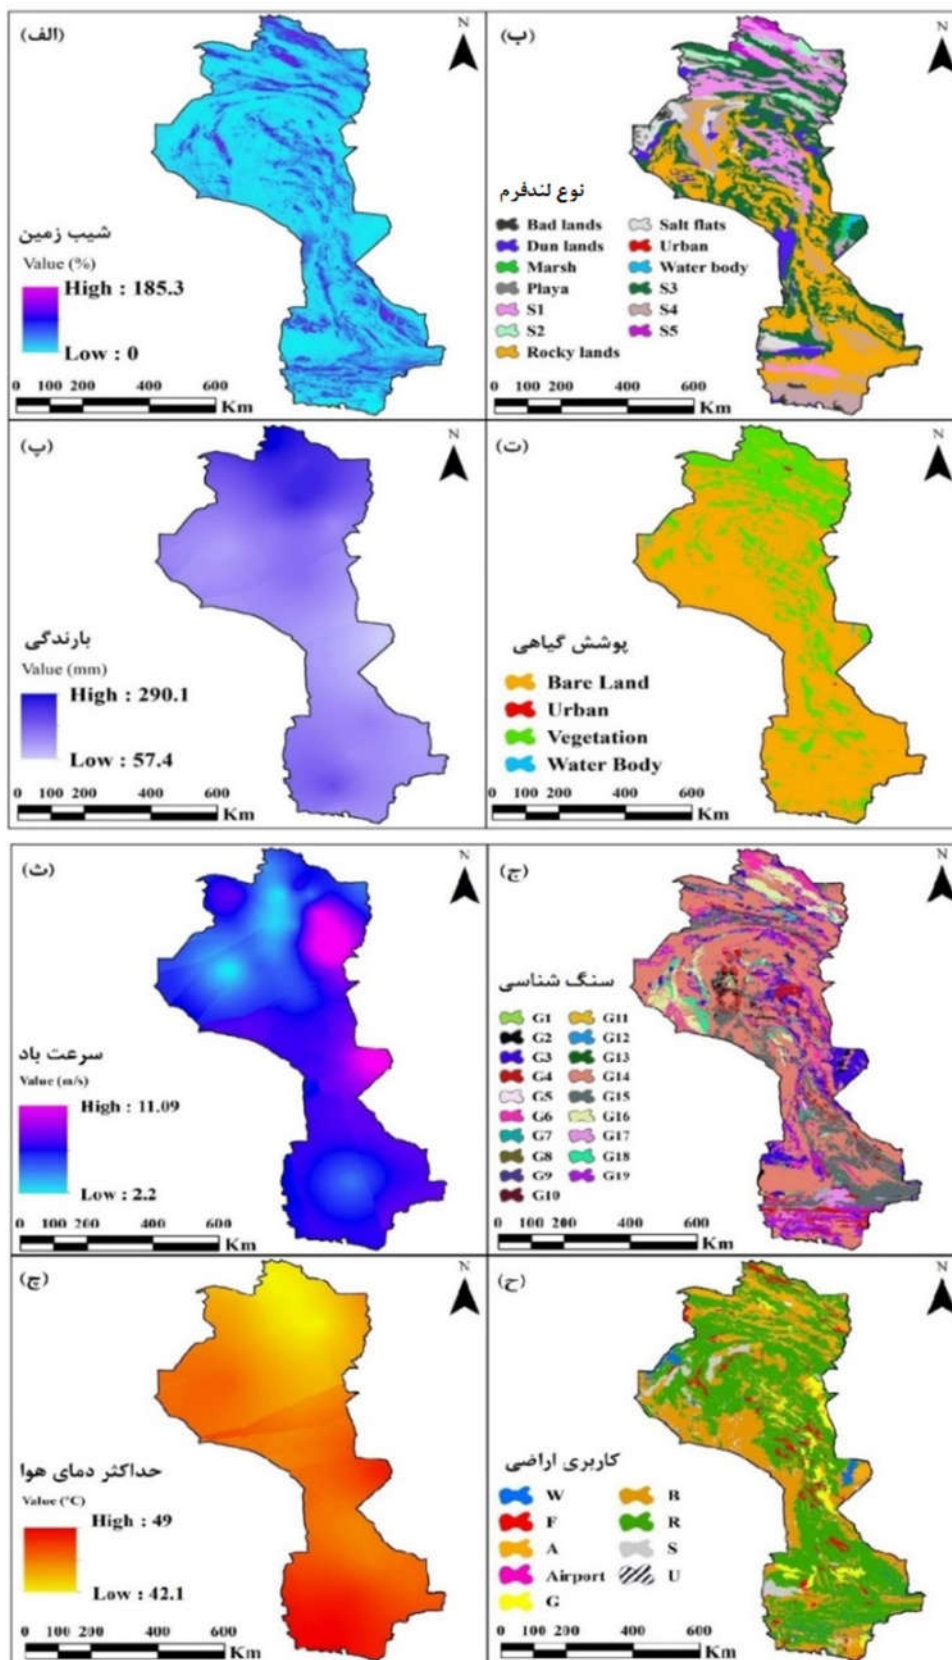 (الف)
N
شیب زمین
Value (%)
High : 185.3
Low : 0
0 100 200 400 600
Km
(ب)
N
نوع لندفرم
Bad lands
Salt flats
Dun lands
Urban
Marsh
Water body
Playa
S3
S1
S4
S2
S5
Rocky lands
0 100 200 400 600
Km
(پ)
N
بارندگی
Value (mm)
High : 290.1
Low : 57.4
0 100 200 400 600
Km
(ت)
N
پوشش گیاهی
Bare Land
Urban
Vegetation
Water Body
0 100 200 400 600
Km
(ث)
N
سرعت باد
Value (m/s)
High : 11.09
Low : 2.2
0 100 200 400 600
Km
(ج)
N
سنگ شناسی
G1 G11
G2 G12
G3 G13
G4 G14
G5 G15
G6 G16
G7 G17
G8 G18
G9 G19
G10
0 100 200 400 600
Km
(چ)
N
حداکثر دمای هوا
Value (°C)
High : 49
Low : 42.1
0 100 200 400 600
Km
(ح)
N
کاربری اراضی
W B
F R
A S
Airport U
G
0 100 200 400 600
Km